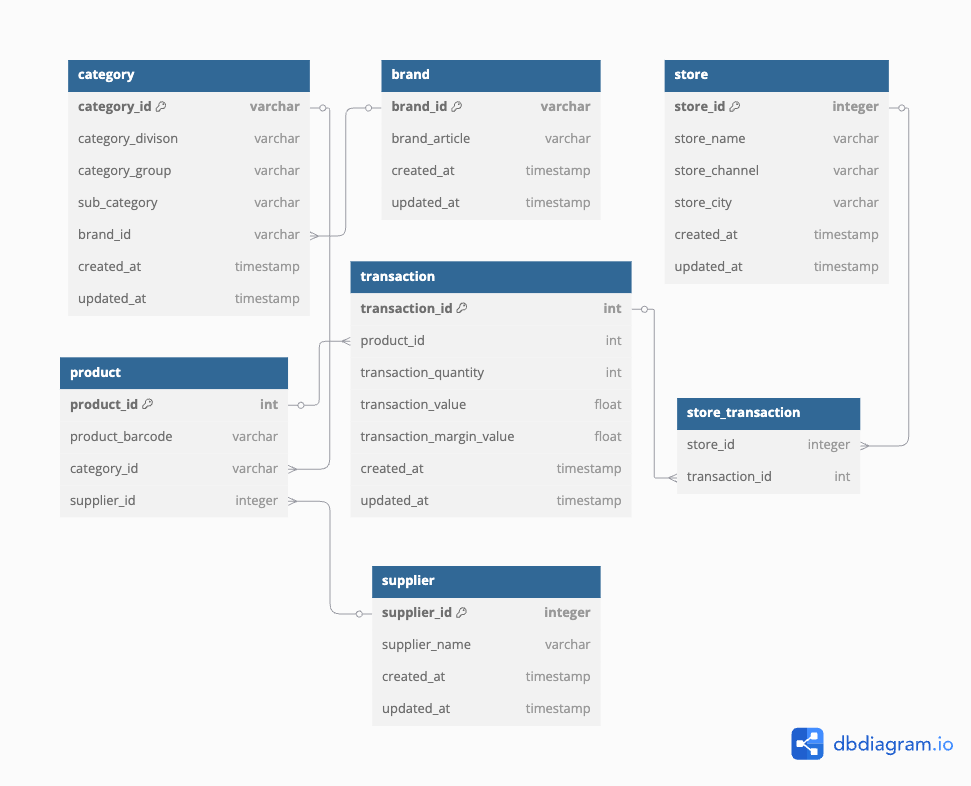 category
category_id varchar
category_divison varchar
category_group varchar
sub_category varchar
brand_id varchar
created_at timestamp
updated_at timestamp
brand
brand_id varchar
brand_article varchar
created_at timestamp
updated_at timestamp
store
store_id integer
store_name varchar
store_channel varchar
store_city varchar
created_at timestamp
updated_at timestamp
transaction
transaction_id int
product_id int
transaction_quantity int
transaction_value float
transaction_margin_value float
created_at timestamp
updated_at timestamp
product
product_id int
product_barcode varchar
category_id varchar
supplier_id integer
store_transaction
store_id integer
transaction_id int
supplier
supplier_id integer
supplier_name varchar
created_at timestamp
updated_at timestamp
dbdiagram.io